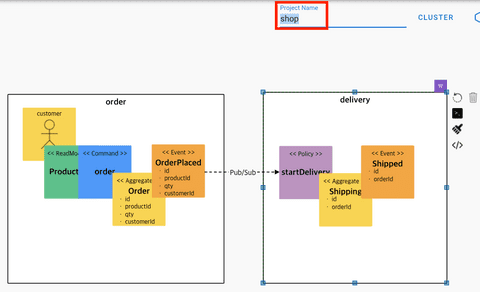 Project Name
shop
CLUSTER
W
order
delivery
customer
<< ReadMo
Product
<< Command >>
order
<< Event >>
OrderPlaced
- id
- productId
- qty
- customerId
<< Aggregate
Order
- id
- productId
- qty
- customerId
Pub/Sub
<< Policy >>
startDelivery
<< Event >>
Shipped
- id
- orderId
<< Aggregate
Shipping
- id
- orderId